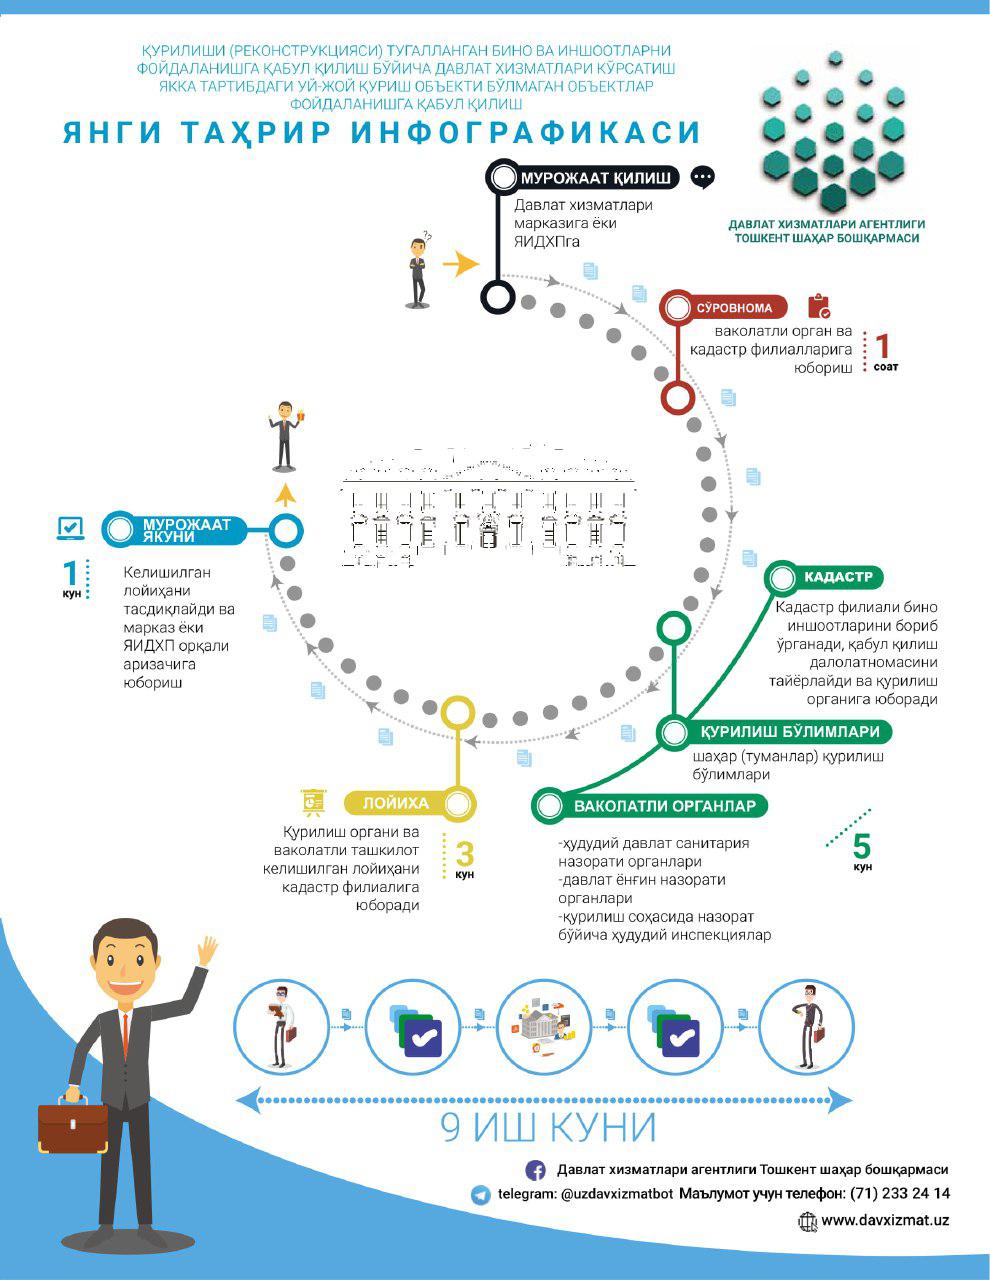 ҚУРИЛИШИ (РЕКОНСТРУКЦИЯСИ) ТУГАЛЛАНГАН БИНО ВА ИНШООТЛАРНИ
ФОЙДАЛАНИШГА ҚАБУЛ ҚИЛИШ БЎЙИЧА ДАВЛАТ ХИЗМАТЛАРИ КЎРСАТИШ
ЯККА ТАРТИБДАГИ УЙ-ЖОЙ ҚУРИШ ОБЪЕКТИ БЎЛМАГАН ОБЪЕКТЛАР
ФОЙДАЛАНИШГА ҚАБУЛ ҚИЛИШ
ЯНГИ ТАҲРИР ИНФОГРАФИКАСИ
ДАВЛАТ ХИЗМАТЛАРИ АГЕНТЛИГИ
ТОШКЕНТ ШАҲАР БОШҚАРМАСИ
МУРОЖААТ ҚИЛИШ
Давлат хизматлари
марказига ёки
ЯИДХПга
??
СЎРОВНОМА
ваколатли орган ва
кадастр филиалларига
юбориш
1
соат
КАДАСТР
Кадастр филиали бино
иншоотларини бориб
ўрганади, қабул қилиш
далолатномасини
тайёрлайди ва қурилиш
органига юборади
ҚУРИЛИШ БЎЛИМЛАРИ
шаҳар (туманлар) қурилиш
бўлимлари
ВАКОЛАТЛИ ОРГАНЛАР
-ҳудудий давлат санитария
назорати органлари
-давлат ёнғин назорати
органлари
-қурилиш соҳасида назорат
бўйича ҳудудий инспекциялар
5
кун
ЛОЙИХА
Қурилиш органи ва
ваколатли ташкилот
келишилган лойиҳани
кадастр филиалига
юборади
3
кун
МУРОЖААТ
ЯКУНИ
1
кун
Келишилган
лойиҳани
тасдиқлайди ва
марказ ёки
ЯИДХП орқали
аризачига
юбориш
9 ИШ КУНИ
Давлат хизматлари агентлиги Тошкент шаҳар бошқармаси
telegram: @uzdavxizmatbot Маълумот учун телефон: (71) 233 24 14
www.davxizmat.uz